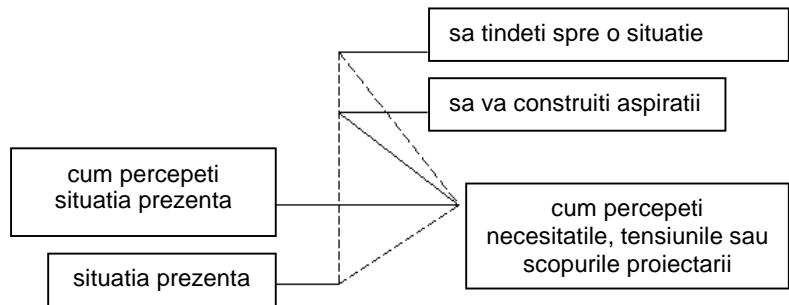 sa tindeti spre o situatie
sa va construiti aspiratii
cum percepeti
situatia prezenta
cum percepeti
necesitatile, tensiunile sau
scopurile proiectarii
situatia prezenta